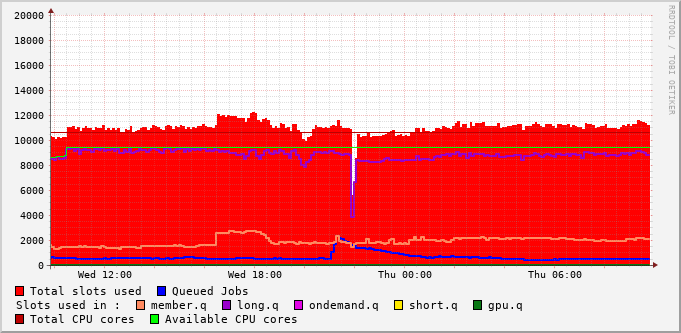 RRDTOOL / TOBI OETIKER
20000
18000
16000
14000
12000
10000
8000
6000
4000
2000
0
Wed 12:00 Wed 18:00 Thu 00:00 Thu 06:00
Total slots used Queued Jobs
Slots used in : member.q long.q ondemand.q short.q gpu.q
Total CPU cores Available CPU cores